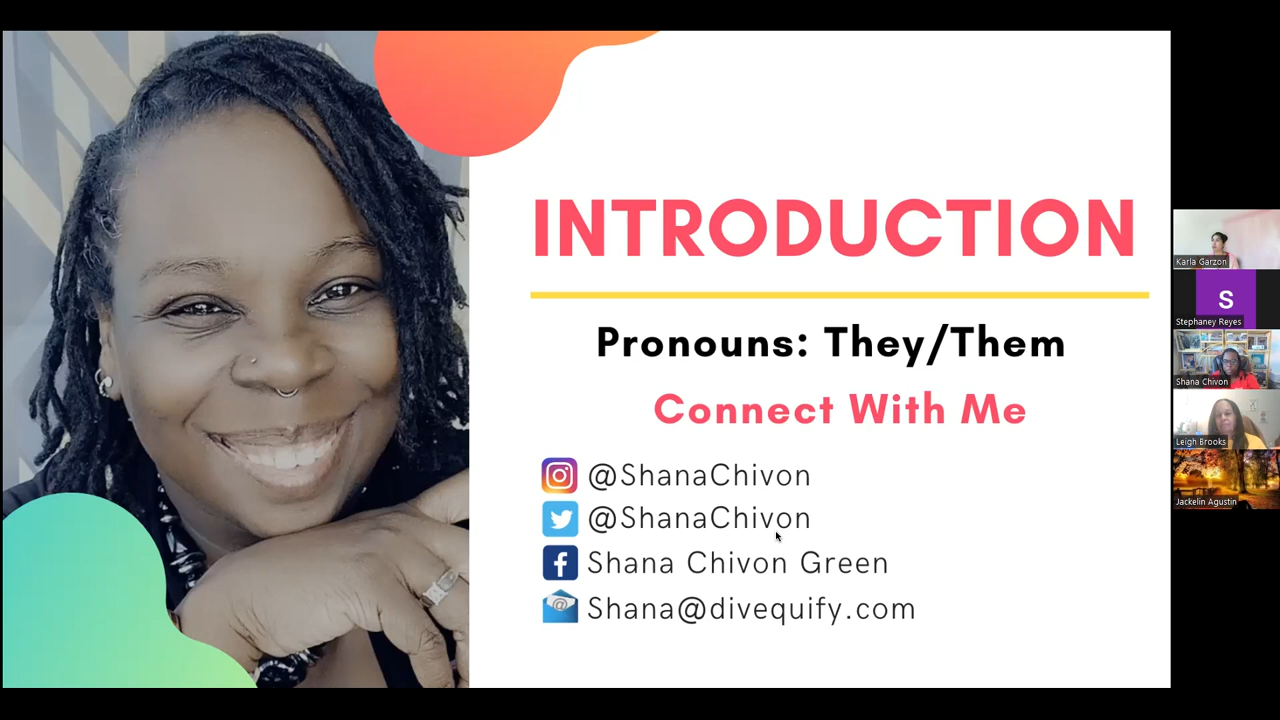 INTRODUCTION
Pronouns: They/Them
Connect With Me
@ShanaChivon
@ShanaChivon
Shana Chivon Green
Shana@divequify.com
Karla Garzon
S
Stephaney Reyes
Shana Chivon
Leigh Brooks
Jackelin Agustin